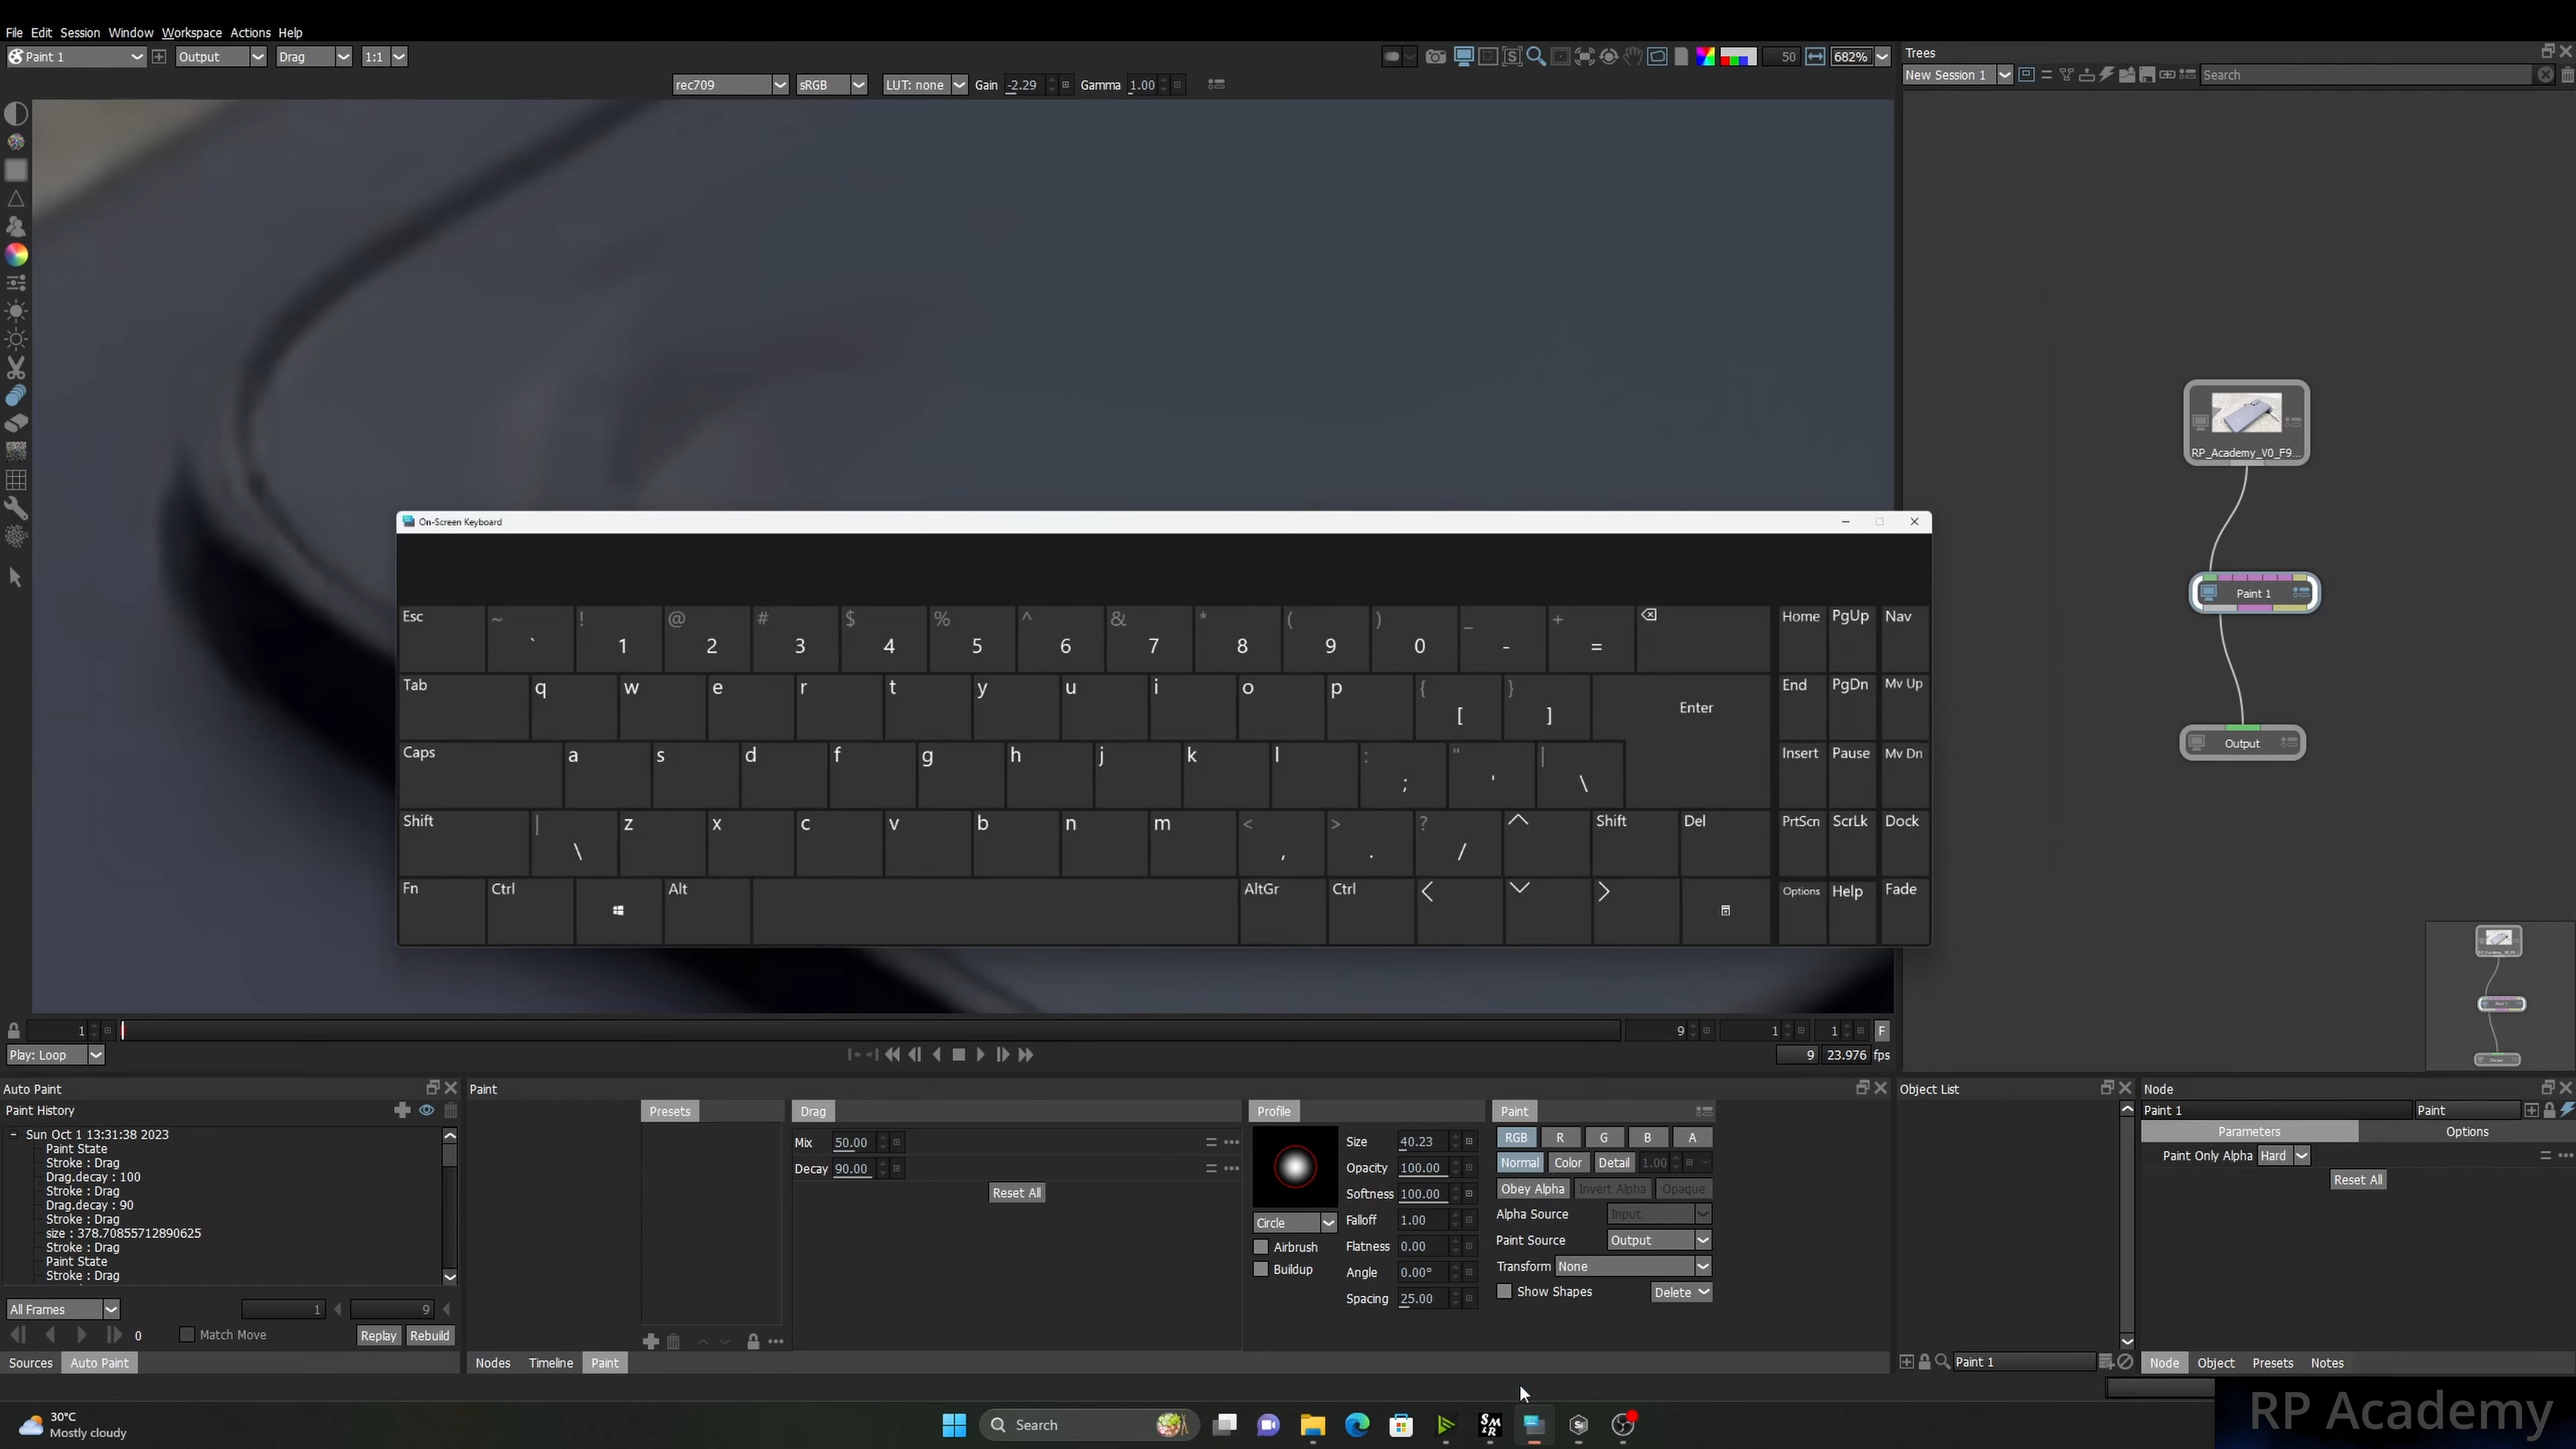 File Edit Session Window Workspace Actions Help
Paint 1 Output Drag 1:1 50 682%
rec709 sRGB LUT: none Gain -2.29 Gamma 1.00
Trees
New Session 1 Search
RP_Academy_V0_F9...
Paint 1
Output
On-Screen Keyboard
Esc ~ ` ! 1 @ 2 # 3 $ 4 % 5 ^ 6 & 7 * 8 ( 9 ) 0 _ - + = Home PgUp Nav
Tab q w e r t y u i o p { [ } ] Enter End PgDn Mv Up
Caps a s d f g h j k l : ; " ' | \ Insert Pause Mv Dn
Shift | \ z x c v b n m < , > . ? / Shift Del PrtScn ScrLk Dock
Fn Ctrl Alt AltGr Ctrl Options Help Fade
1 9 1 1 F
Play: Loop 9 23.976 fps
Auto Paint
Paint History
Sun Oct 1 13:31:38 2023
Paint State
Stroke : Drag
Drag.decay : 100
Stroke : Drag
Drag.decay : 90
Stroke : Drag
size : 378.70855712890625
Stroke : Drag
Paint State
Stroke : Drag
All Frames 1 9
0 Match Move Replay Rebuild
Sources Auto Paint
Paint
Presets
Drag
Mix 50.00
Decay 90.00
Reset All
Profile
Circle
Airbrush
Buildup
Size 40.23
Opacity 100.00
Softness 100.00
Falloff 1.00
Flatness 0.00
Angle 0.00°
Spacing 25.00
Paint
RGB R G B A
Normal Color Detail 1.00
Obey Alpha Invert Alpha Opaque
Alpha Source Input
Paint Source Output
Transform None
Show Shapes Delete
Nodes Timeline Paint
Object List
Paint 1
Node
Paint 1 Paint
Parameters Options
Paint Only Alpha Hard
Reset All
Node Object Presets Notes
30°C
Mostly cloudy
Search
RP Academy